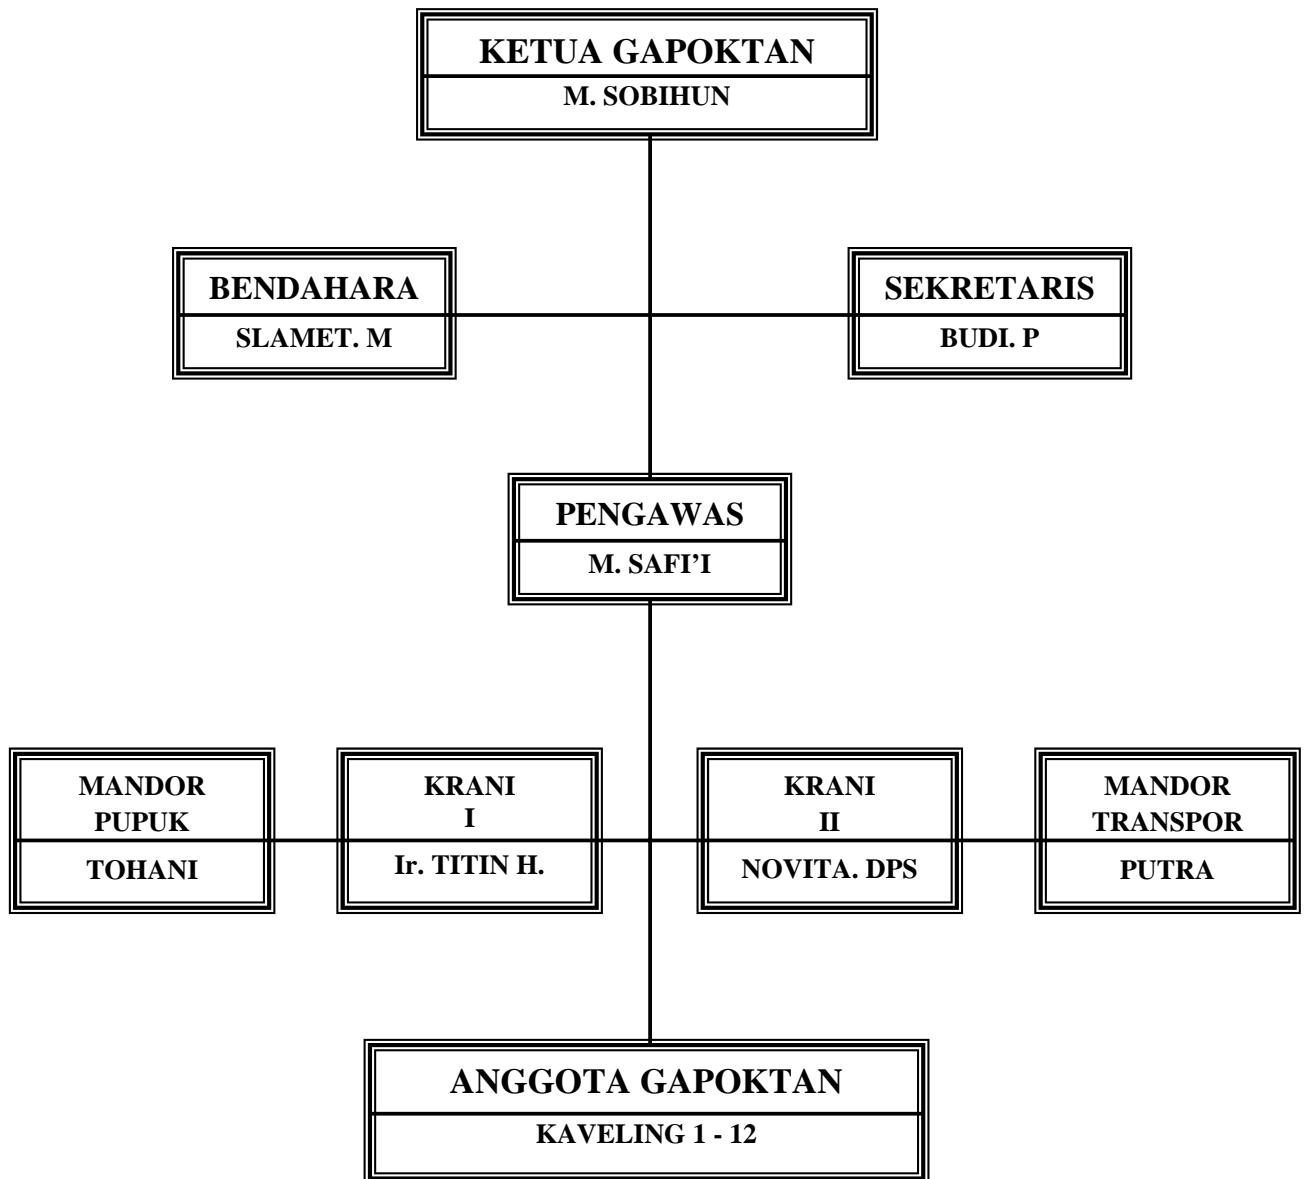 KETUA GAPOKTAN
M. SOBIHUN
BENDAHARA
SLAMET. M
SEKRETARIS
BUDI. P
PENGAWAS
M. SAFI’I
MANDOR
PUPUK
TOHANI
KRANI
I
Ir. TITIN H.
KRANI
II
NOVITA. DPS
MANDOR
TRANSPOR
PUTRA
ANGGOTA GAPOKTAN
KAVELING 1 - 12